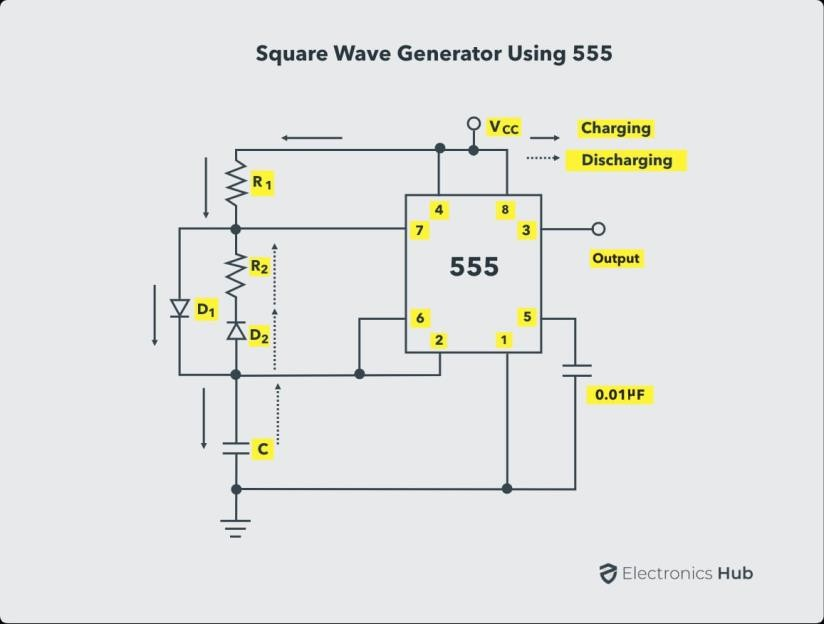 Square Wave Generator Using 555
VCC
Charging
Discharging
R1
4
8
7
3
R2
555
Output
D1
D2
6
5
2
1
0.01µF
C
Electronics Hub